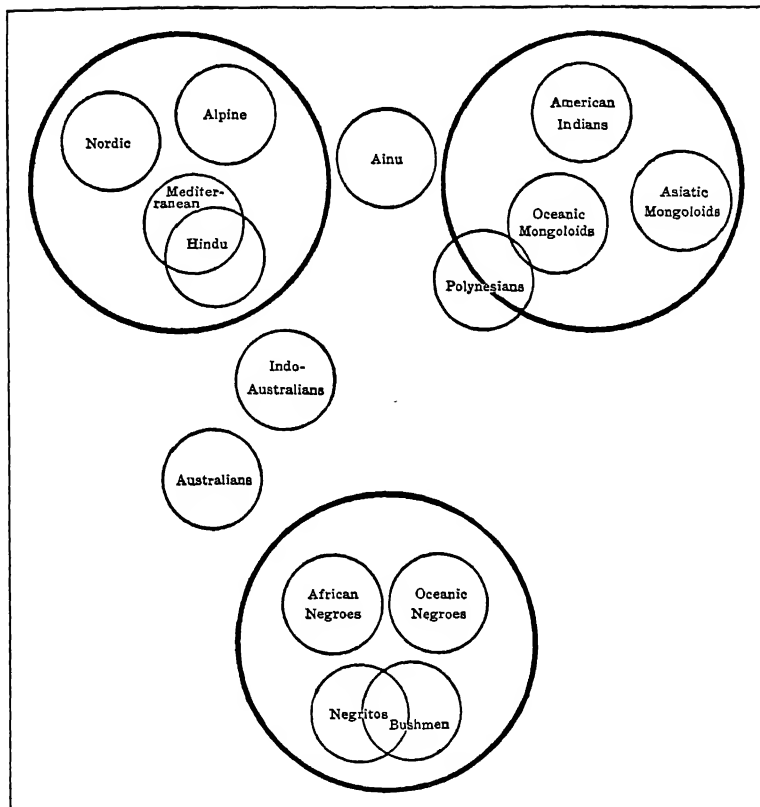 Nordic
Alpine
Mediter-
ranean
Hindu
Ainu
American
Indians
Asiatic
Mongoloids
Oceanic
Mongoloids
Polynesians
Indo-
Australians
Australians
African
Negroes
Oceanic
Negroes
Negritos
Bushmen